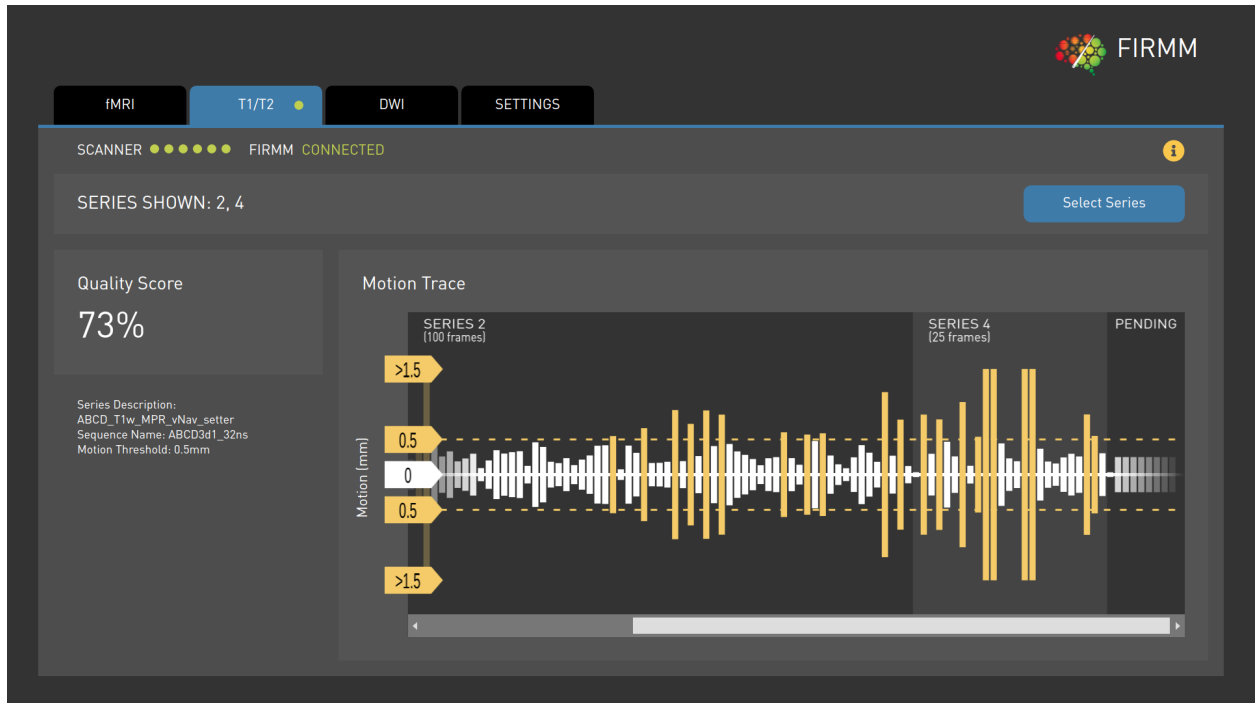 FIRMM
fMRI
T1/T2
DWI
SETTINGS
SCANNER FIRMM CONNECTED
i
SERIES SHOWN: 2, 4
Select Series
Quality Score
73%
Series Description:
ABCD_T1w_MPR_vNav_setter
Sequence Name: ABCD3d1_32ns
Motion Threshold: 0.5mm
Motion Trace
SERIES 2
(100 frames)
SERIES 4
(25 frames)
PENDING
Motion (mm)
>1.5
0.5
0
0.5
>1.5